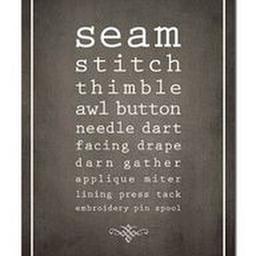 seam
stitch
thimble
awl button
needle dart
facing drape
darn gather
applique miter
lining press tack
embroidery pin spool